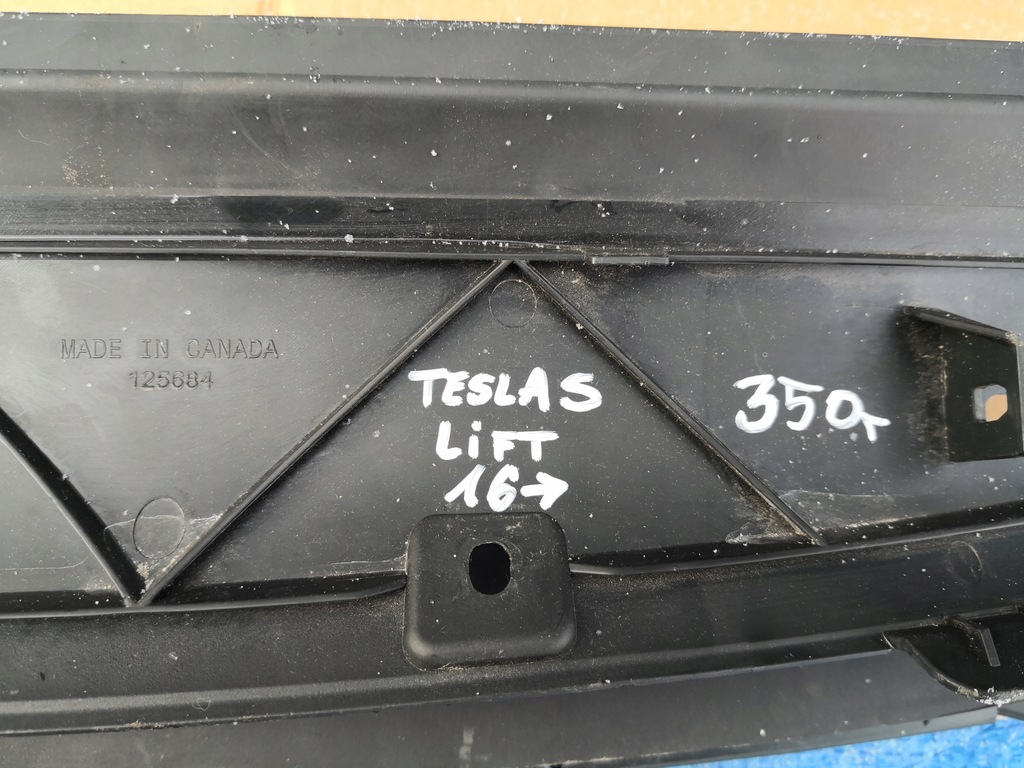 MADE IN CANADA
125684
TESLA S
LiFT
16→
350,-